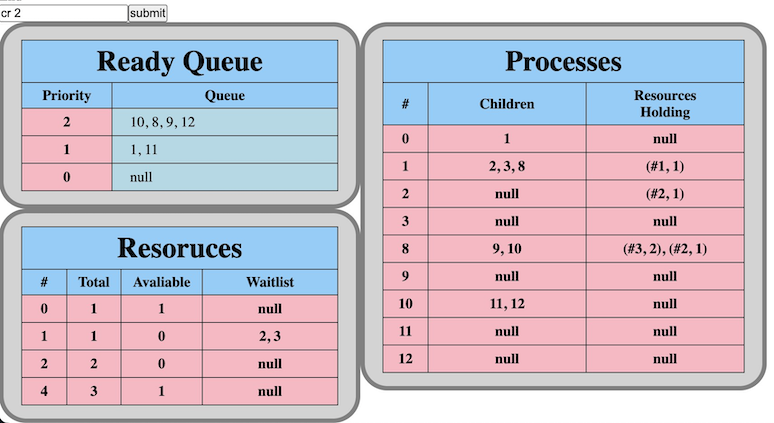 cr 2 submit
Ready Queue
Priority Queue
2 10, 8, 9, 12
1 1, 11
0 null
Resoruces
# Total Avaliable Waitlist
0 1 1 null
1 1 0 2, 3
2 2 0 null
4 3 1 null
Processes
# Children Resources
Holding
0 1 null
1 2, 3, 8 (#1, 1)
2 null (#2, 1)
3 null null
8 9, 10 (#3, 2), (#2, 1)
9 null null
10 11, 12 null
11 null null
12 null null